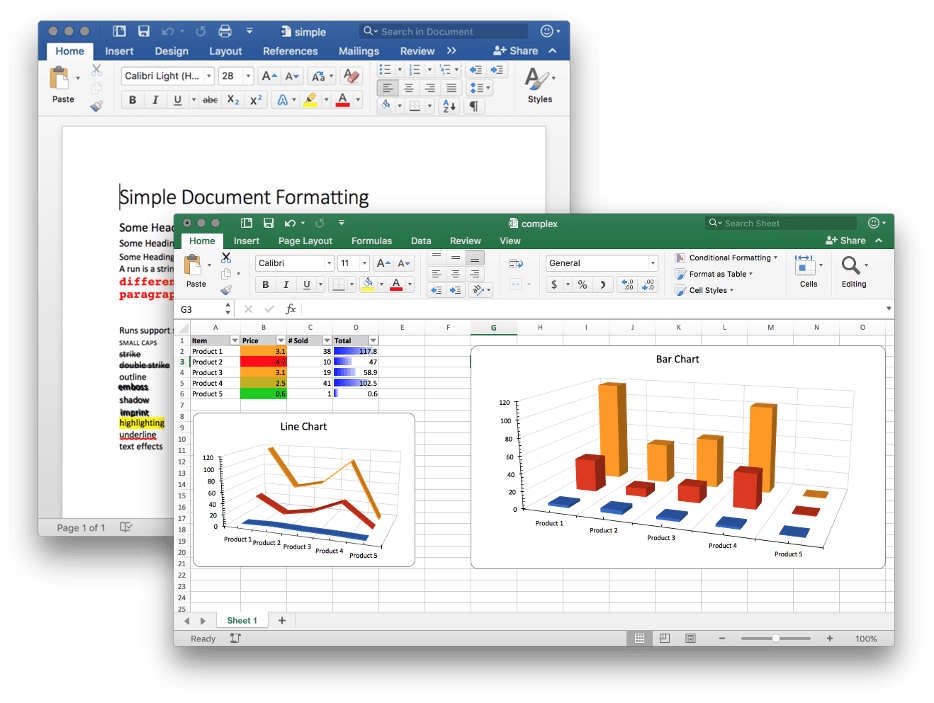 simple
Search in Document
Home Insert Design Layout References Mailings Review >> Share
Paste
Calibri Light (H... 28
B I U abc X₂ X² A A
Styles
Simple Document Formatting
Some Head
Some Headin
Some Heading
A run is a strin
differen
paragrap
Runs support s
SMALL CAPS
strike
double strike
outline
emboss
shadow
imprint
highlighting
underline
text effects
Page 1 of 1
complex
Search Sheet
Home Insert Page Layout Formulas Data Review View Share
Paste
Calibri 11
B I U
General
$ % )
Conditional Formatting
Format as Table
Cell Styles
Cells
Editing
G3 fx
A B C D E F G H I J K L M N O
1 Item Price # Sold Total
2 Product 1 3.1 38 117.8
3 Product 2 4.7 10 47
4 Product 3 3.1 19 58.9
5 Product 4 2.5 41 102.5
6 Product 5 0.6 1 0.6
7
8
9
10
11
12
13
14
15
16
17
18
19
20
21
22
23
24
25
Line Chart
120
100
80
60
40
20
0
Product 1 Product 2 Product 3 Product 4 Product 5
Bar Chart
120
100
80
60
40
20
0
Product 1 Product 2 Product 3 Product 4 Product 5
Sheet 1 +
Ready
100%